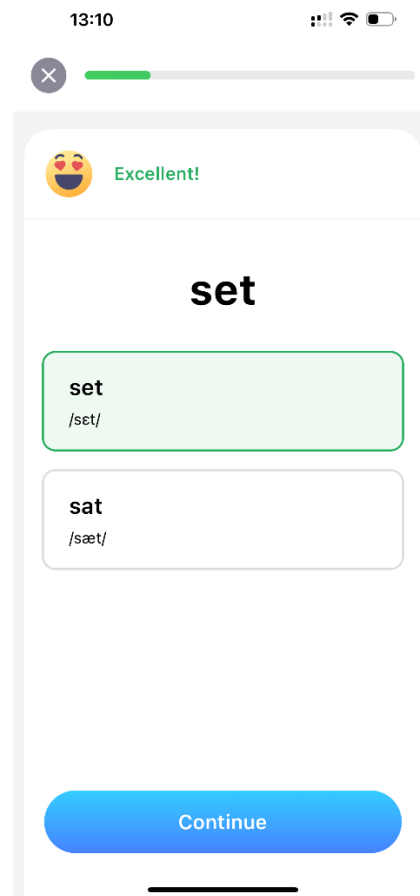 13:10
Excellent!
set
set
/sɛt/
sat
/sæt/
Continue